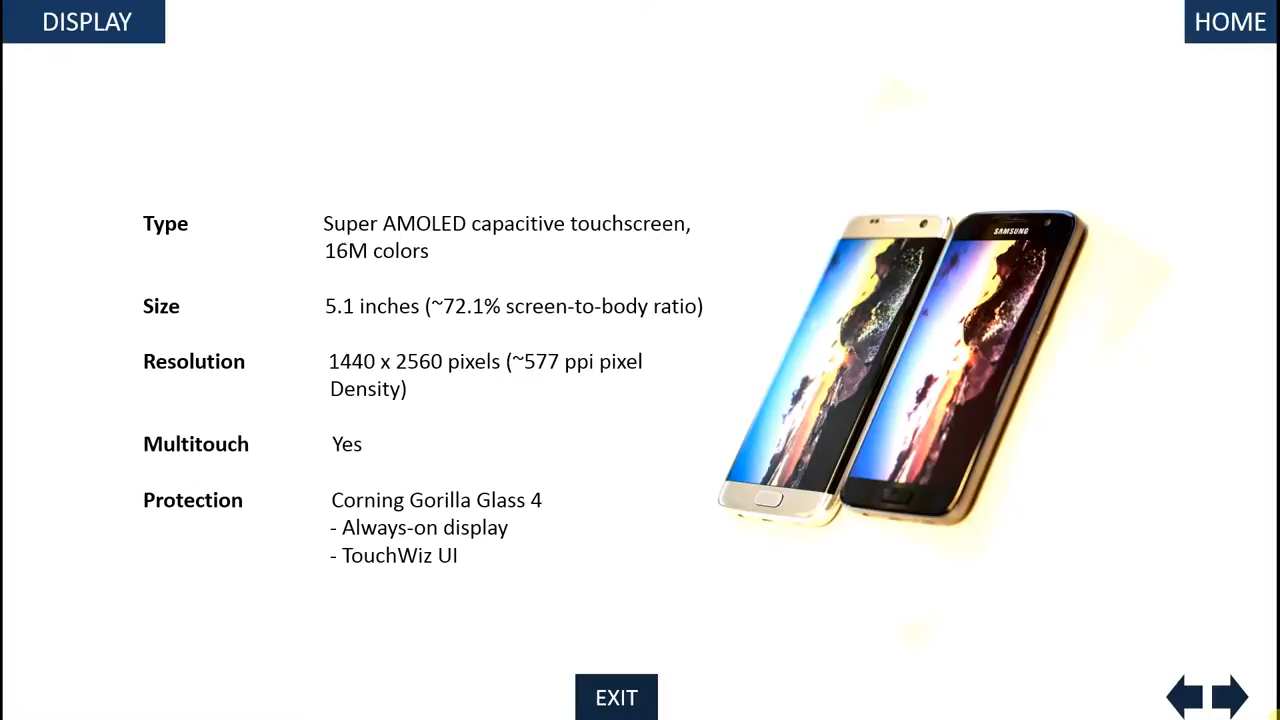 DISPLAY
HOME
Type Super AMOLED capacitive touchscreen,
16M colors
Size 5.1 inches (~72.1% screen-to-body ratio)
Resolution 1440 x 2560 pixels (~577 ppi pixel
Density)
Multitouch Yes
Protection Corning Gorilla Glass 4
- Always-on display
- TouchWiz UI
SAMSUNG
EXIT